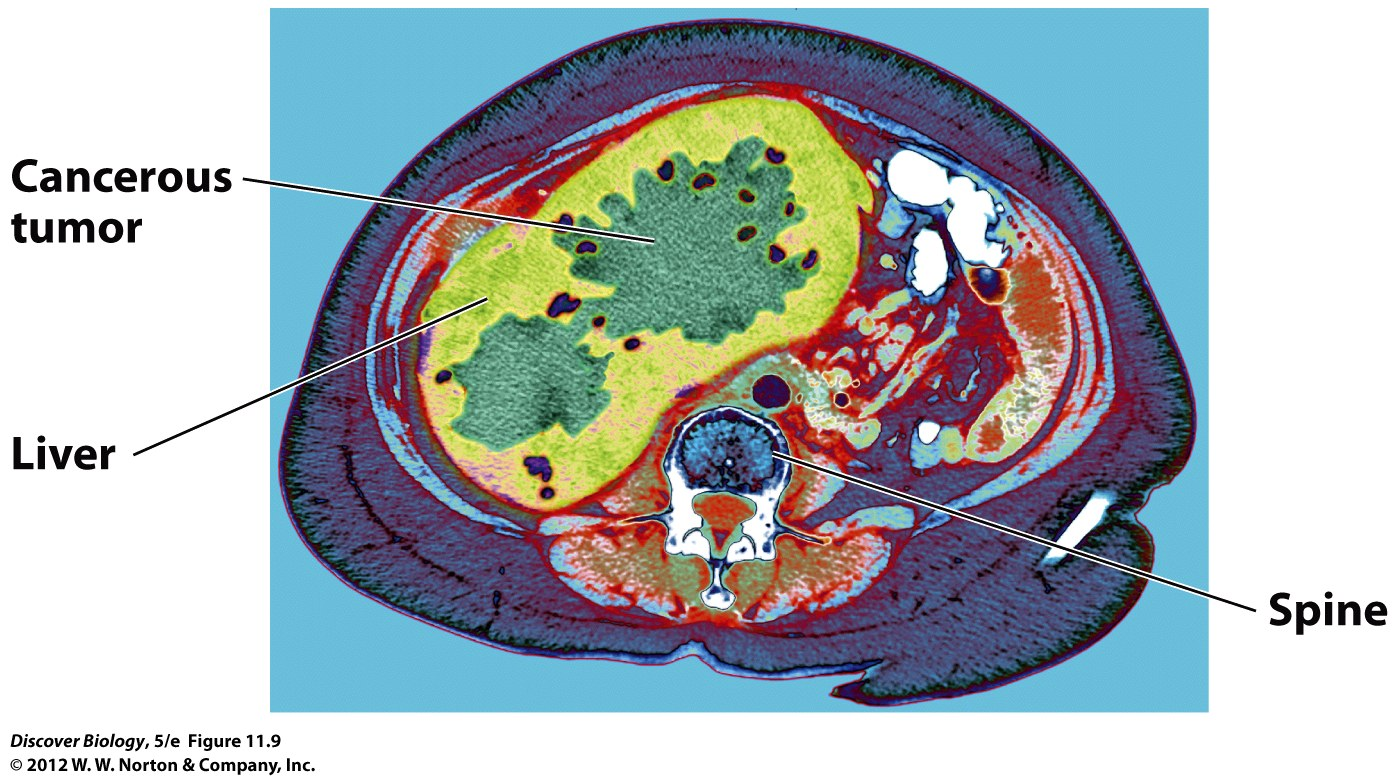 Cancerous
tumor
Liver
Spine
Discover Biology, 5/e Figure 11.9
© 2012 W. W. Norton & Company, Inc.